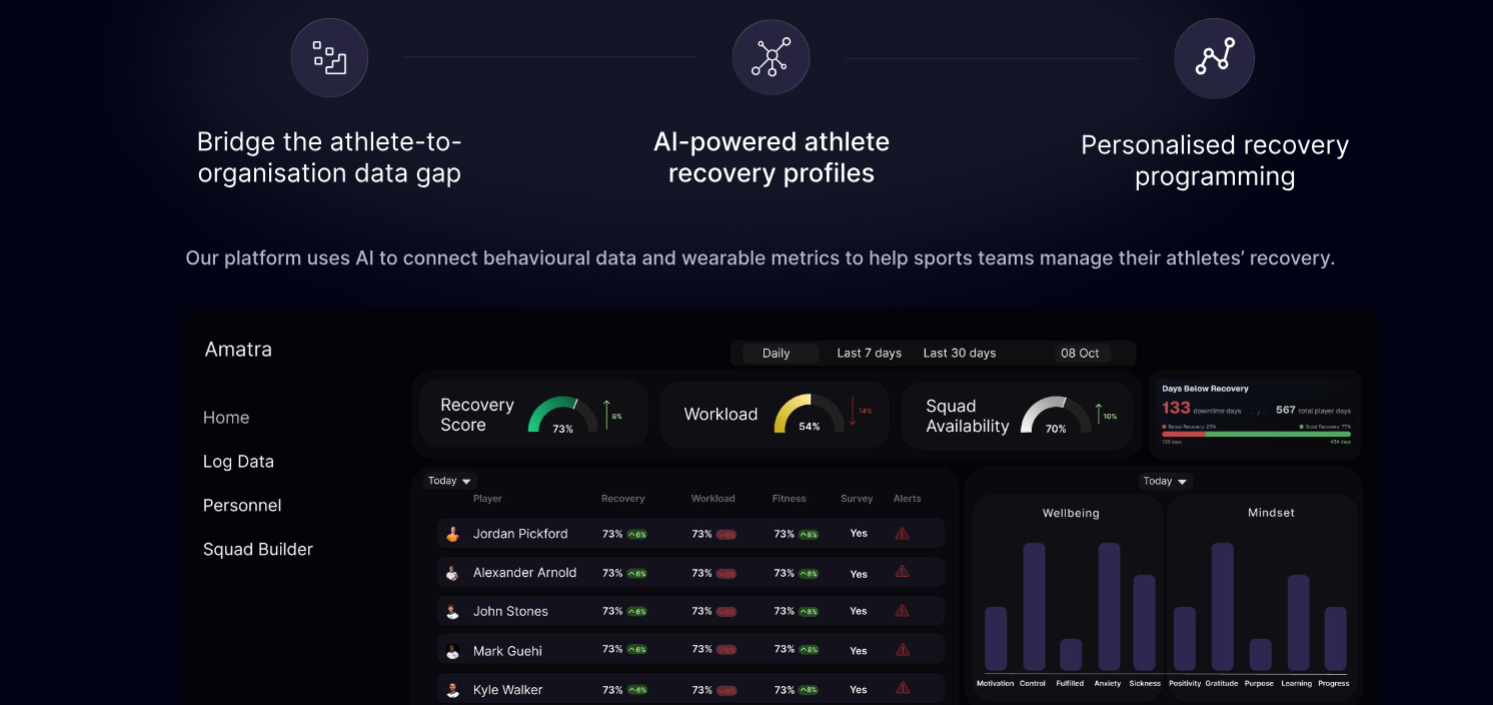 Bridge the athlete-to-
organisation data gap
AI-powered athlete
recovery profiles
Personalised recovery
programming
Our platform uses AI to connect behavioural data and wearable metrics to help sports teams manage their athletes’ recovery.
Amatra
Daily Last 7 days Last 30 days 08 Oct
Home
Log Data
Personnel
Squad Builder
Recovery
Score
73%
6%
Workload
54%
14%
Squad
Availability
70%
10%
Days Below Recovery
133 downtime days / 567 total player days
Below Recovery: 23% Good Recovery: 77%
133 days 434 days
Today
Player Recovery Workload Fitness Survey Alerts
Jordan Pickford 73% 6% 73% 73% 8% Yes
Alexander Arnold 73% 6% 73% 73% 8% Yes
John Stones 73% 6% 73% 73% 8% Yes
Mark Guehi 73% 6% 73% 73% 8% Yes
Kyle Walker 73% 6% 73% 73% 8% Yes
Today
Wellbeing
Motivation Control Fulfilled Anxiety Sickness
Mindset
Positivity Gratitude Purpose Learning Progress